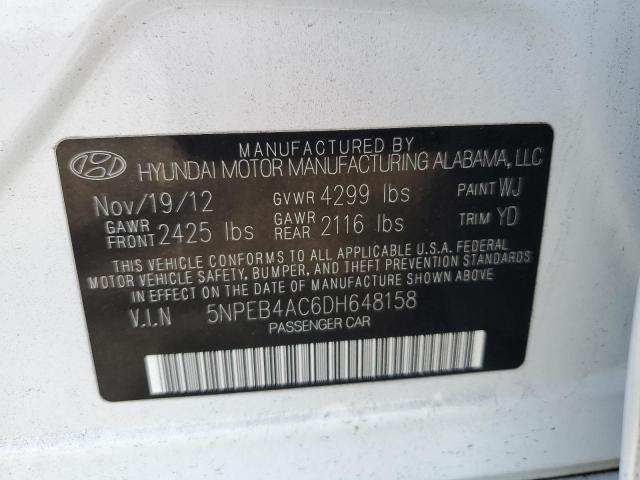 MANUFACTURED BY
HYUNDAI MOTOR MANUFACTURING ALABAMA, LLC
Nov/19/12 GVWR 4299 lbs PAINT WJ
GAWR FRONT 2425 lbs GAWR REAR 2116 lbs TRIM YD
THIS VEHICLE CONFORMS TO ALL APPLICABLE U.S.A. FEDERAL
MOTOR VEHICLE SAFETY, BUMPER, AND THEFT PREVENTION STANDARDS
IN EFFECT ON THE DATE OF MANUFACTURE SHOWN ABOVE
V.I.N 5NPEB4AC6DH648158
PASSENGER CAR